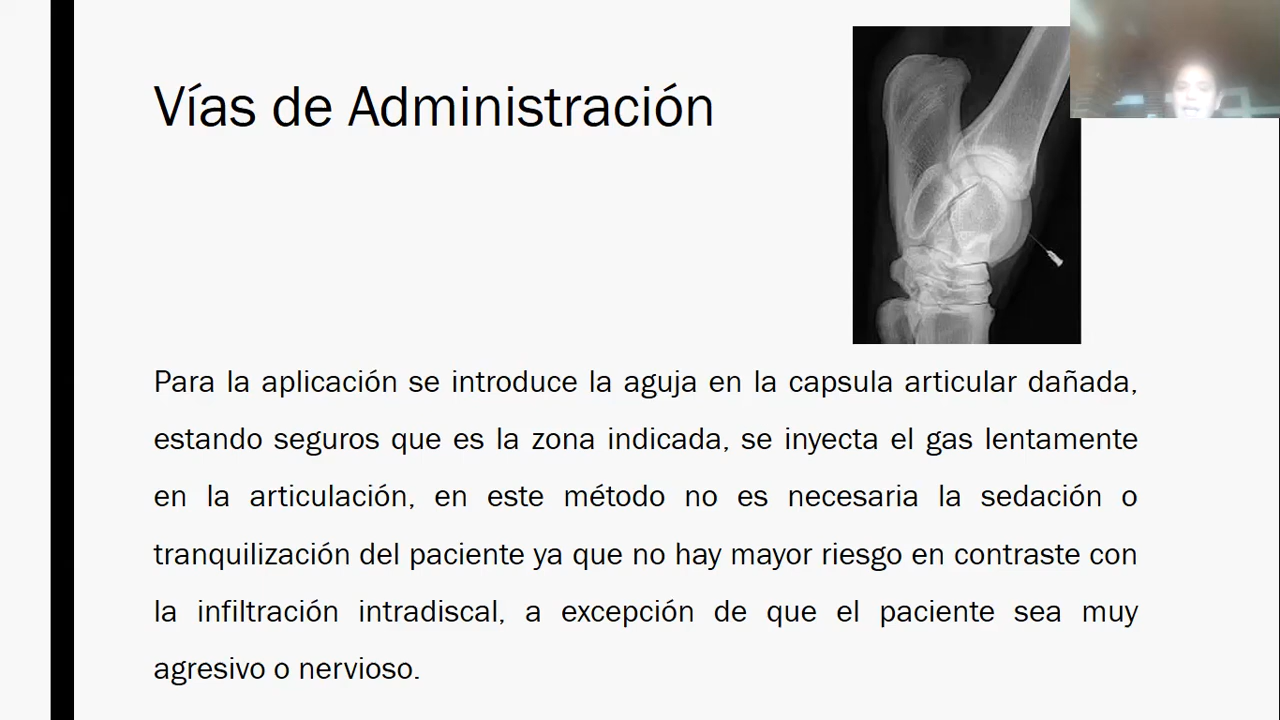 Vías de Administración
Para la aplicación se introduce la aguja en la capsula articular dañada,
estando seguros que es la zona indicada, se inyecta el gas lentamente
en la articulación, en este método no es necesaria la sedación o
tranquilización del paciente ya que no hay mayor riesgo en contraste con
la infiltración intradiscal, a excepción de que el paciente sea muy
agresivo o nervioso.